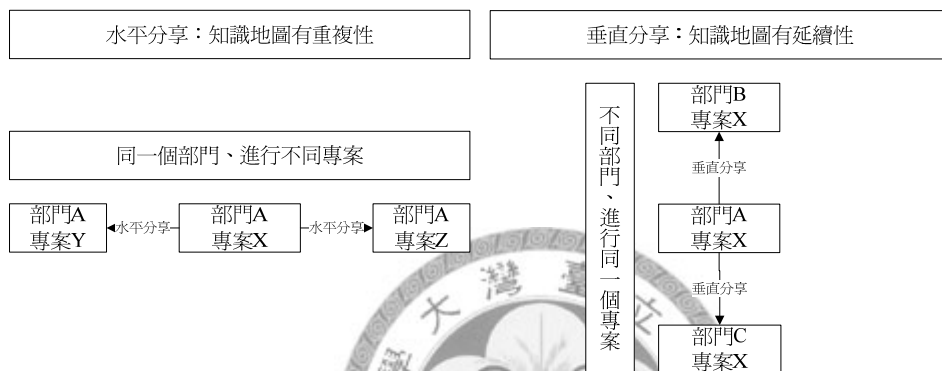 水平分享：知識地圖有重複性
垂直分享：知識地圖有延續性
同一個部門、進行不同專案
部門A
專案Y
水平分享
部門A
專案X
水平分享
部門A
專案Z
不同部門、進行同一個專案
部門B
專案X
垂直分享
部門A
專案X
垂直分享
部門C
專案X
學 大 灣 臺 立